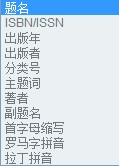 题名
ISBN/ISSN
出版年
出版者
分类号
主题词
著者
副题名
首字母缩写
罗马字拼音
拉丁拼音